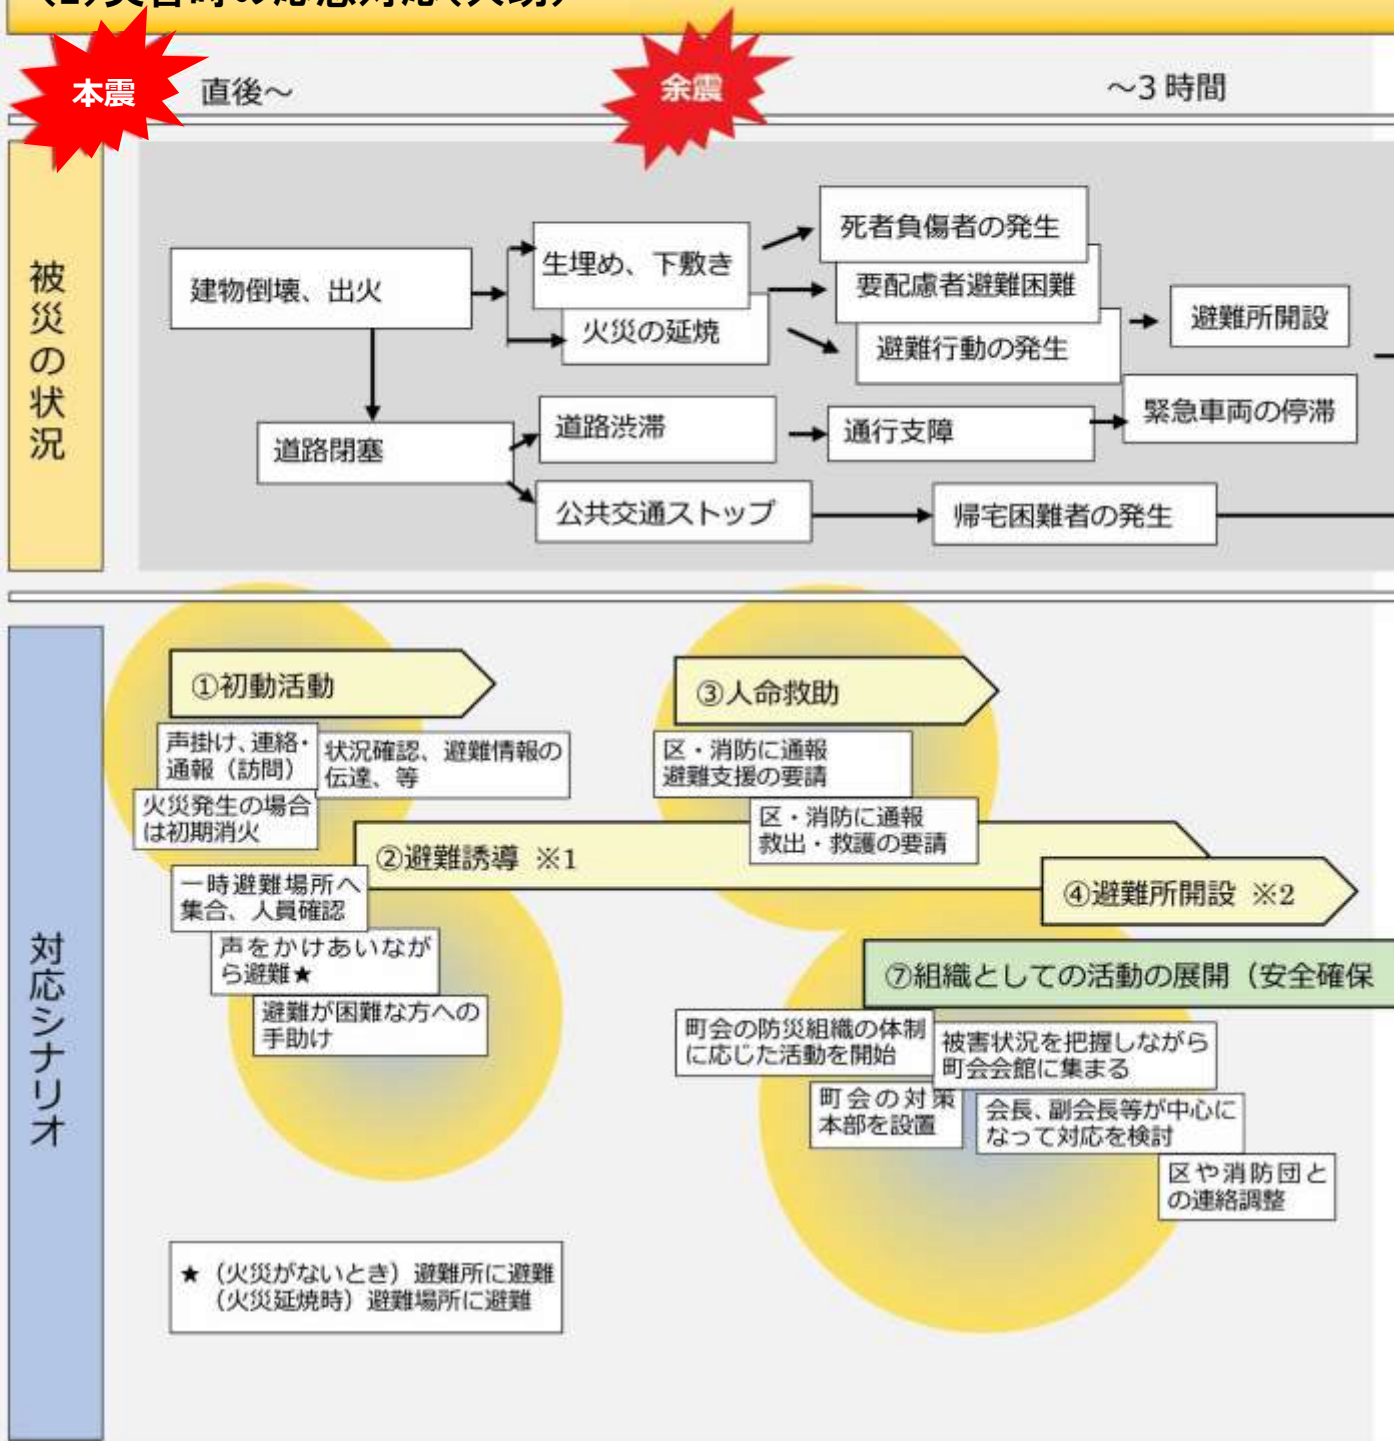 本震
直後～
余震
～3 時間
被災の状況
建物倒壊、出火
生埋め、下敷き
火災の延焼
死者負傷者の発生
要配慮者避難困難
避難行動の発生
避難所開設
道路閉塞
道路渋滞
通行支障
緊急車両の停滞
公共交通ストップ
帰宅困難者の発生
対応シナリオ
①初動活動
声掛け、連絡・
通報（訪問）
状況確認、避難情報の
伝達、等
火災発生の場合
は初期消火
②避難誘導 ※1
一時避難場所へ
集合、人員確認
声をかけあいなが
ら避難★
避難が困難な方への
手助け
③人命救助
区・消防に通報
避難支援の要請
区・消防に通報
救出・救護の要請
④避難所開設 ※2
⑦組織としての活動の展開（安全確保
町会の防災組織の体制
に応じた活動を開始
被害状況を把握しながら
町会会館に集まる
町会の対策
本部を設置
会長、副会長等が中心に
なって対応を検討
区や消防団と
の連絡調整
★（火災がないとき）避難所に避難
（火災延焼時）避難場所に避難